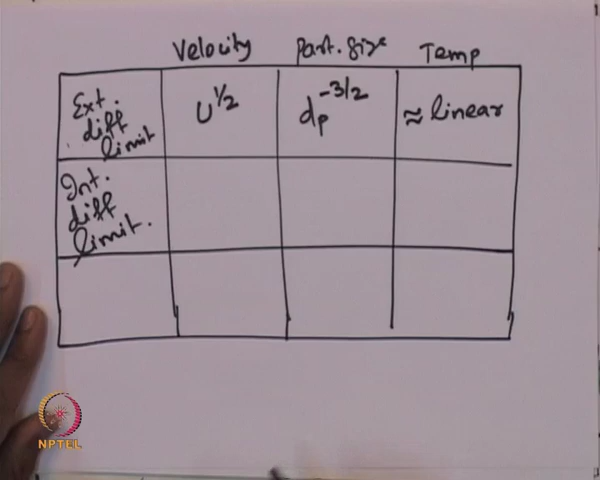 Velocity Part. Size Temp
Ext. diff limit U^1/2 dp^-3/2 ≈ linear
Int. diff limit.
NPTEL